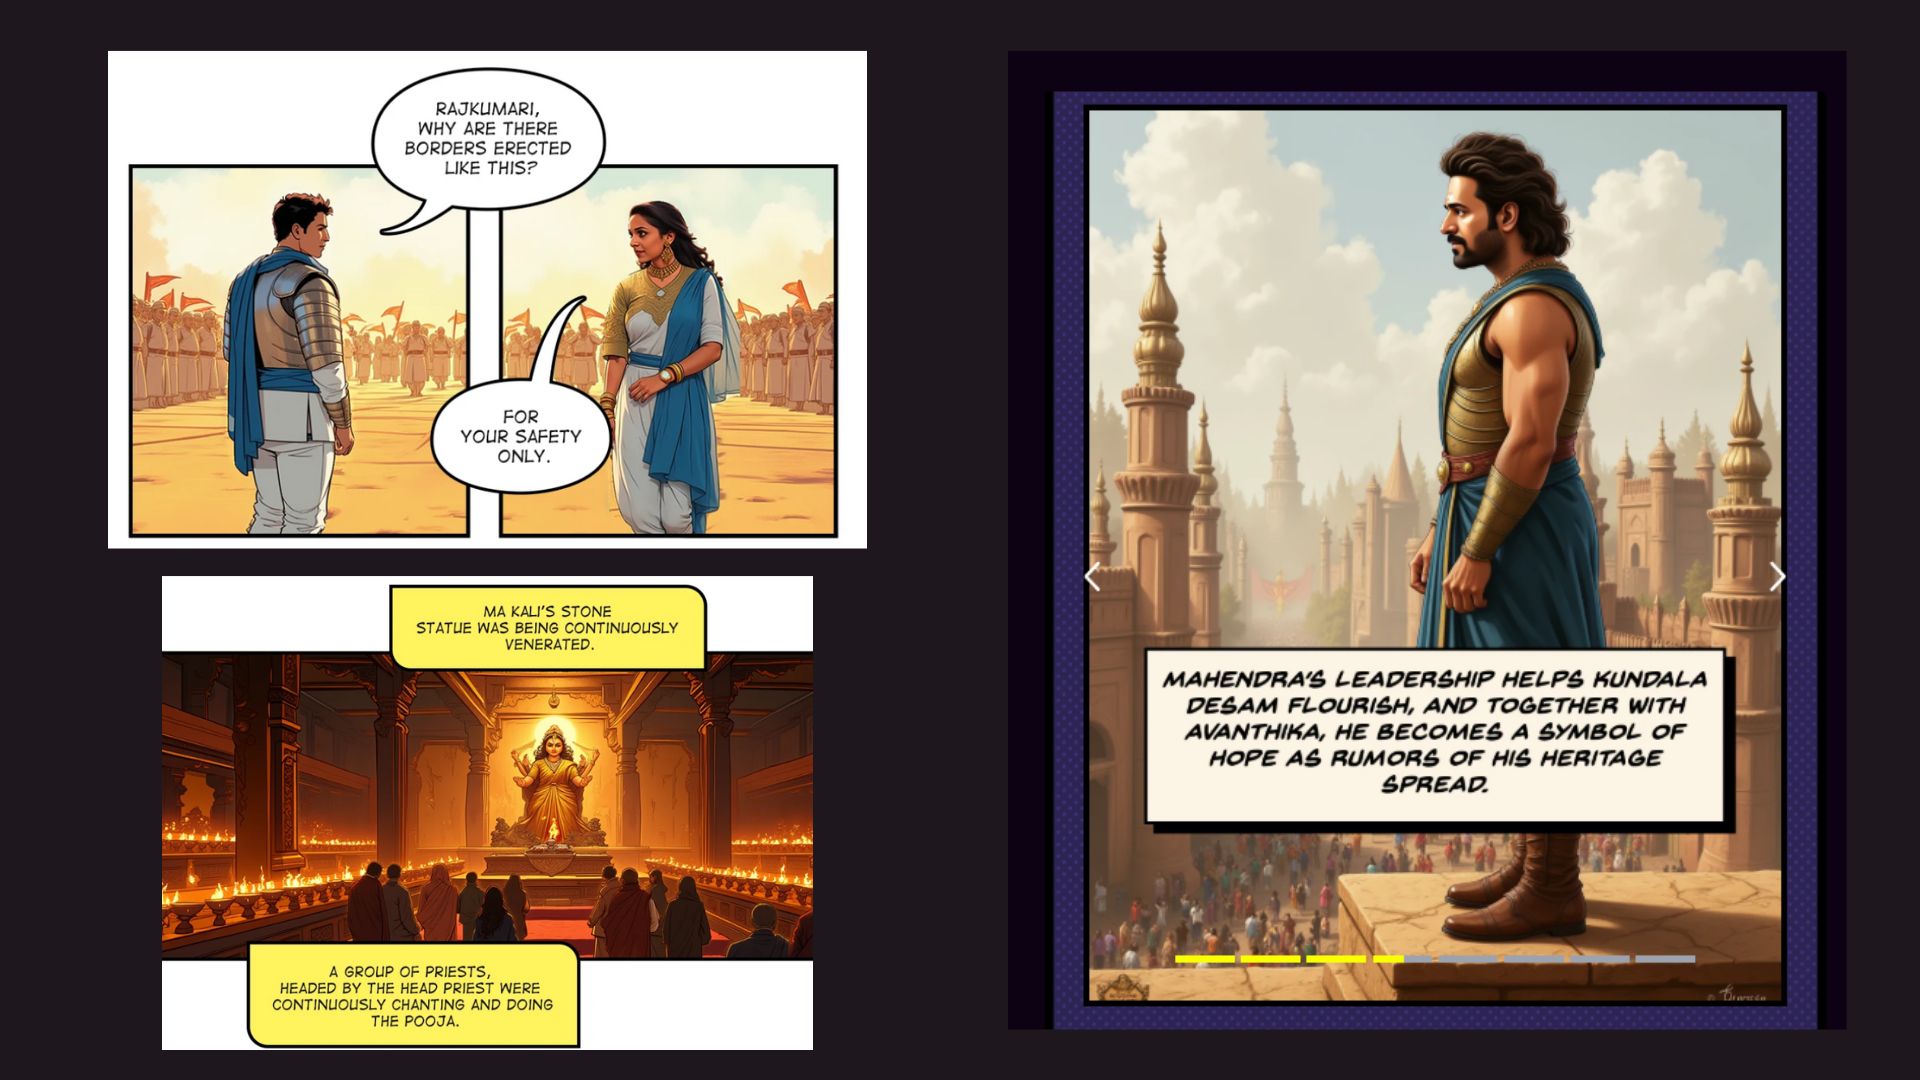 RAJKUMARI,
WHY ARE THERE
BORDERS ERECTED
LIKE THIS?
FOR
YOUR SAFETY
ONLY.
MA KALI'S STONE
STATUE WAS BEING CONTINUOUSLY
VENERATED.
A GROUP OF PRIESTS,
HEADED BY THE HEAD PRIEST WERE
CONTINUOUSLY CHANTING AND DOING
THE POOJA.
MAHENDRA'S LEADERSHIP HELPS KUNDALA
DESAM FLOURISH, AND TOGETHER WITH
AVANTHIKA, HE BECOMES A SYMBOL OF
HOPE AS RUMORS OF HIS HERITAGE
SPREAD.